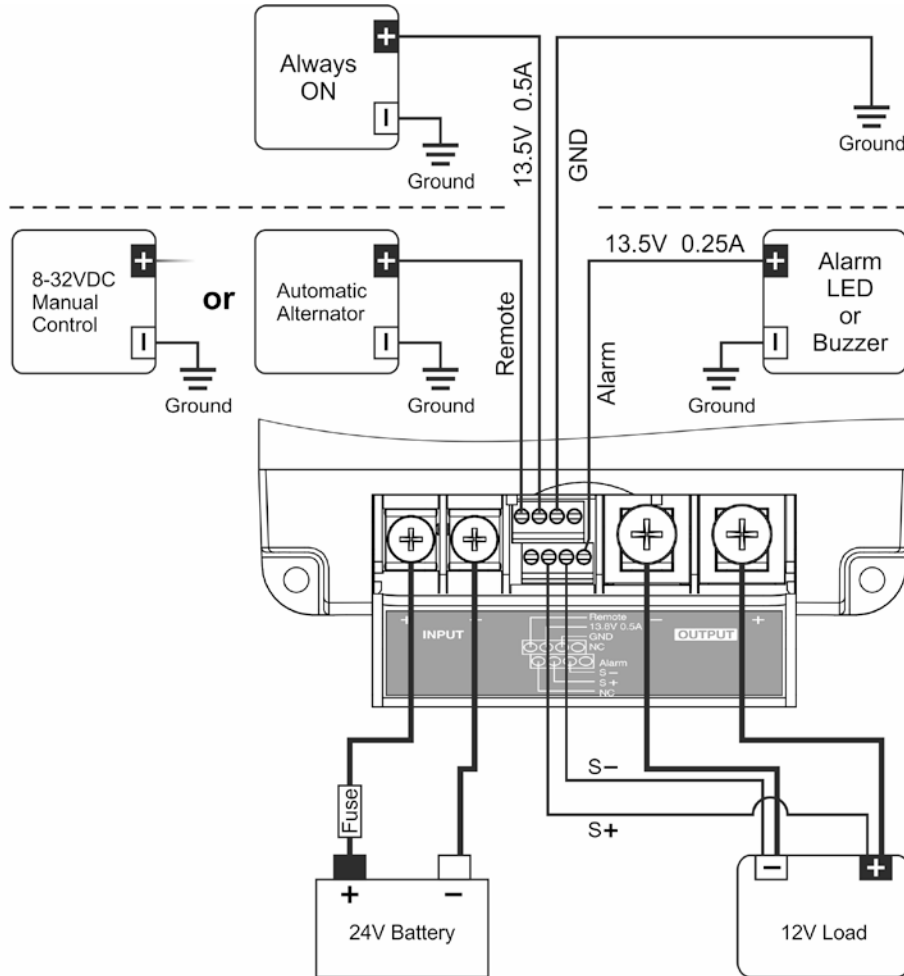 +
Always
ON
−
Ground
13.5V 0.5A
GND
Ground
+
8-32VDC
Manual
Control
−
Ground
or
+
Automatic
Alternator
−
Ground
Remote
13.5V 0.25A
+
Alarm
LED
or
Buzzer
−
Ground
Alarm
+ INPUT −
Remote
13.8V 0.5A
GND
NC
Alarm
S −
S +
NC
− OUTPUT +
S−
S+
Fuse
+ −
24V Battery
− +
12V Load